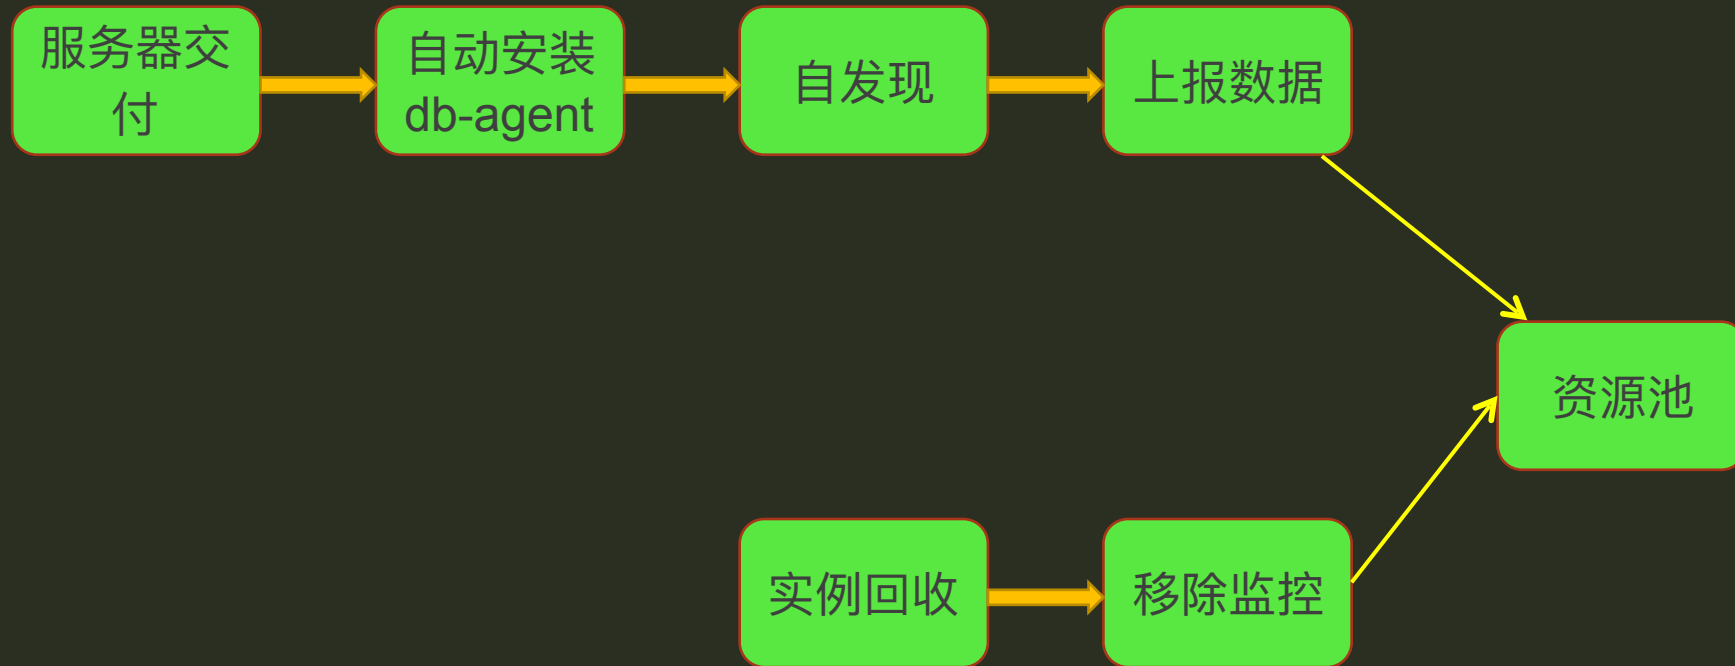 服务器交
付
自动安装
db-agent
自发现
上报数据
资源池
实例回收
移除监控